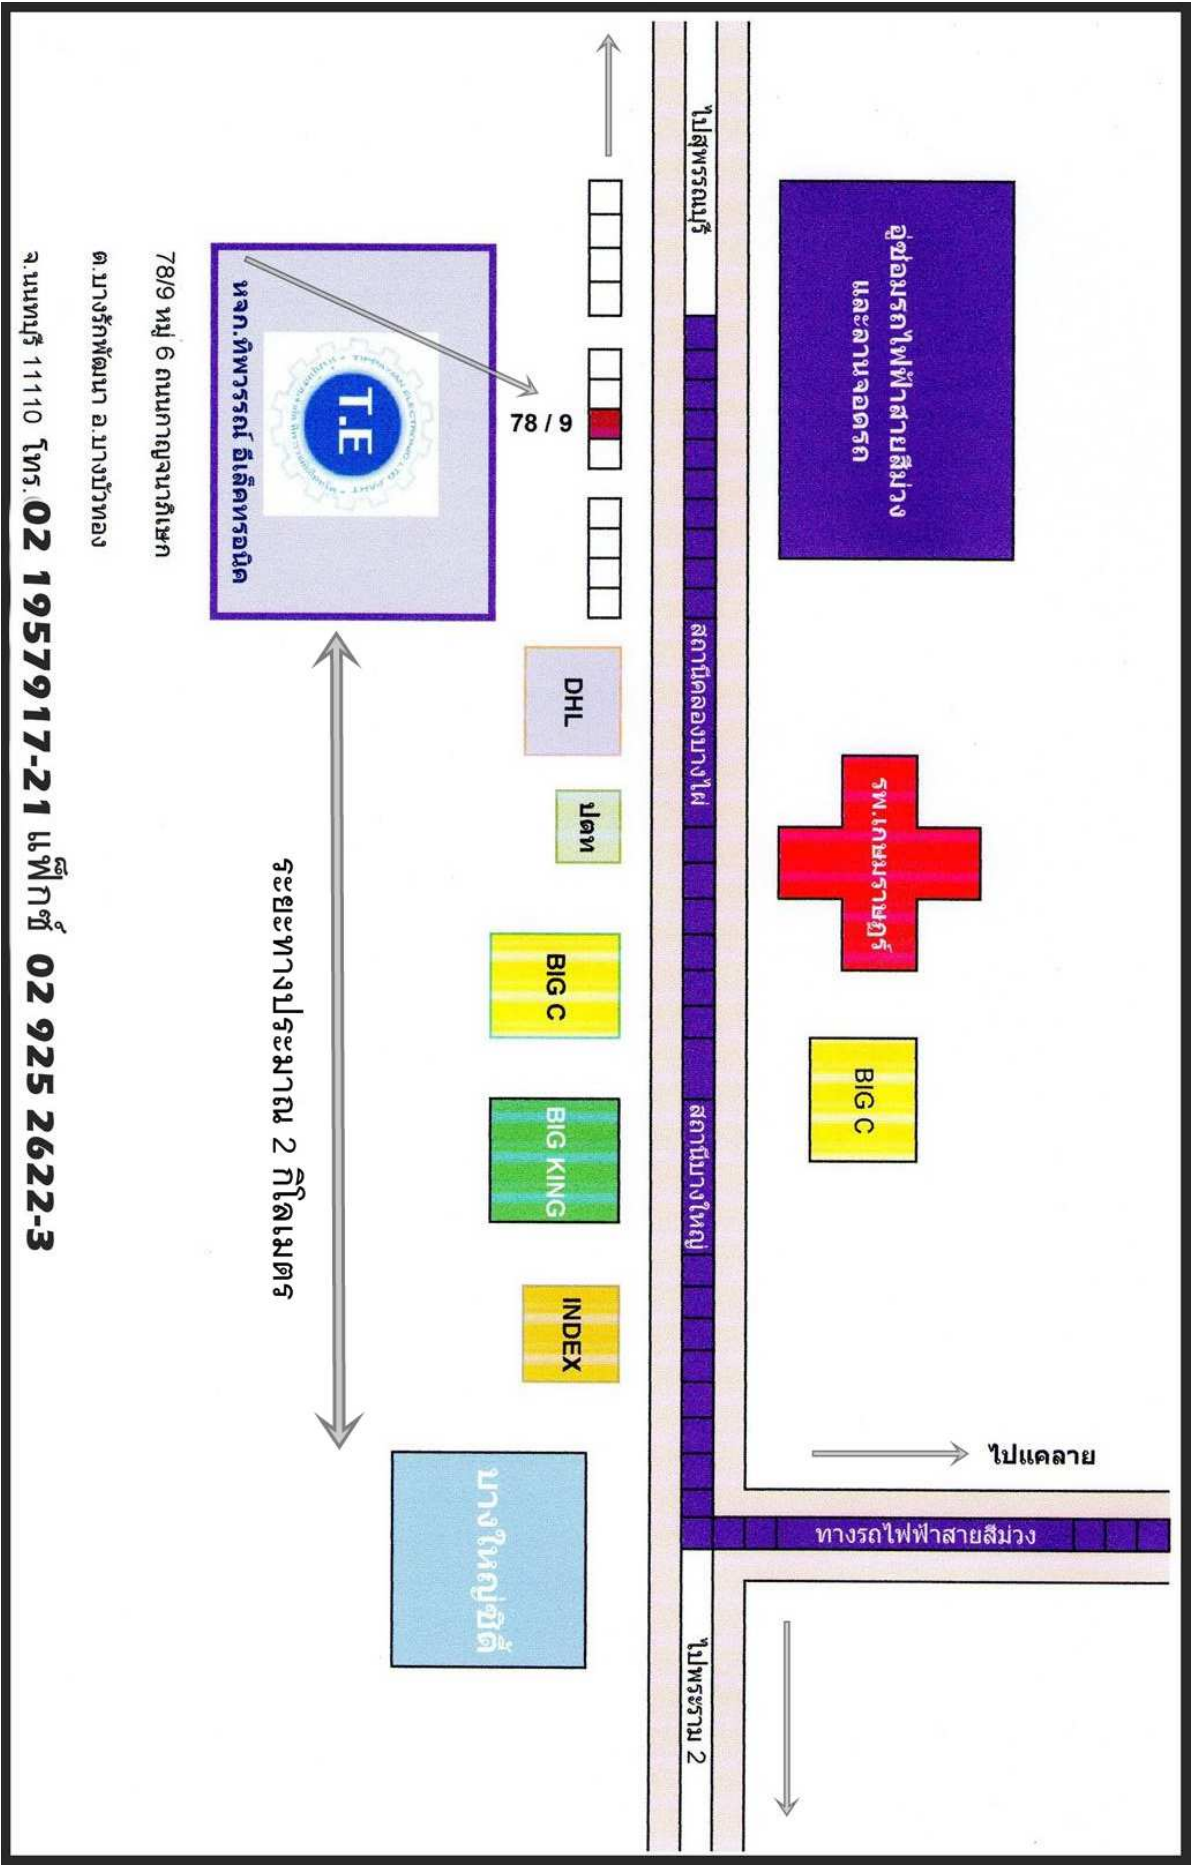 อู่ซ่อมรถไฟฟ้าสายสีม่วง
และลานจอดรถ
รพ.เกษมราษฎร์
BIG C
ไปแคลาย
ทางรถไฟฟ้าสายสีม่วง
ไปสุพรรณบุรี
สถานีคลองบางไผ่
สถานีบางใหญ่
ไปพระราม 2
78 / 9
DHL
ปตท
BIG C
BIG KING
INDEX
บางใหญ่ซิตี้
T.E
หจก.ทิพวรรณ์ อีเล็คทรอนิค
ระยะทางประมาณ 2 กิโลเมตร
78/9 หมู่ 6 ถนนกาญจนาภิเษก
ต.บางรักพัฒนา อ.บางบัวทอง
จ.นนทบุรี 11110 โทร.02 1957917-21 แฟ็กซ์ 02 925 2622-3